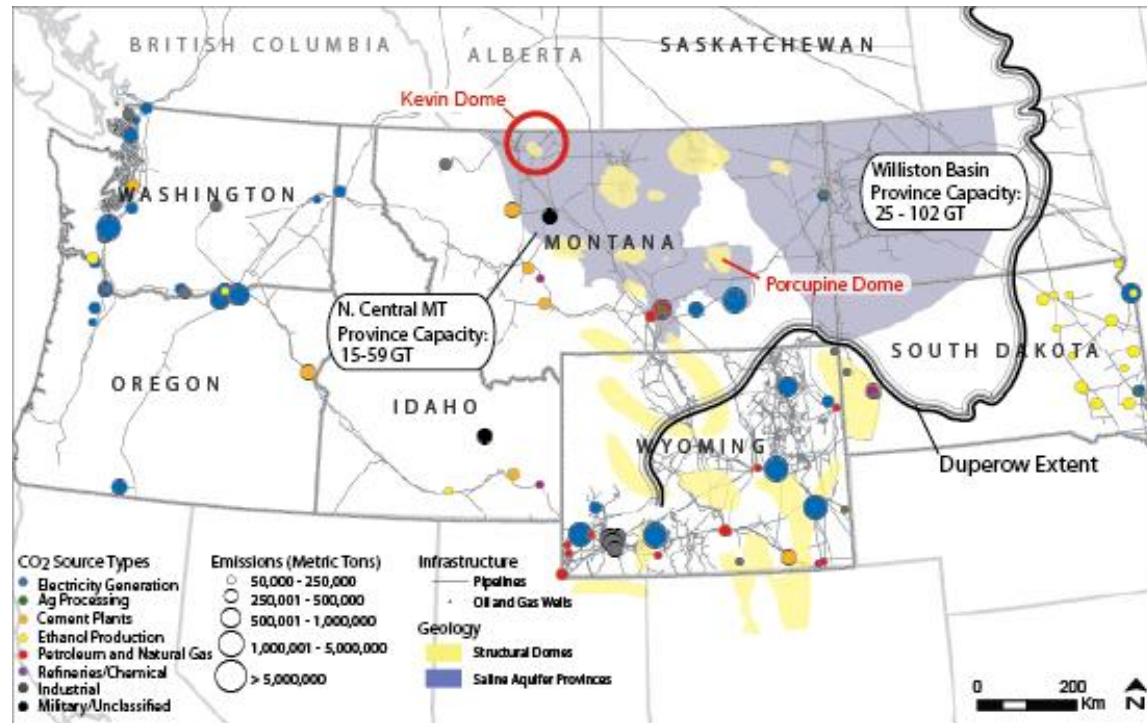 BRITISH COLUMBIA
ALBERTA
SASKATCHEWAN
Kevin Dome
WASHINGTON
MONTANA
Williston Basin
Province Capacity:
25 - 102 GT
Porcupine Dome
N. Central MT
Province Capacity:
15-59 GT
OREGON
IDAHO
SOUTH DAKOTA
WYOMING
Duperow Extent
CO2 Source Types
Electricity Generation
Ag Processing
Cement Plants
Ethanol Production
Petroleum and Natural Gas
Refineries/Chemical
Industrial
Military/Unclassified
Emissions (Metric Tons)
50,000 - 250,000
250,001 - 500,000
500,001 - 1,000,000
1,000,001 - 5,000,000
> 5,000,000
Infrastructure
Pipelines
Oil and Gas Wells
Geology
Structural Domes
Saline Aquifer Provinces
0 200
Km
N